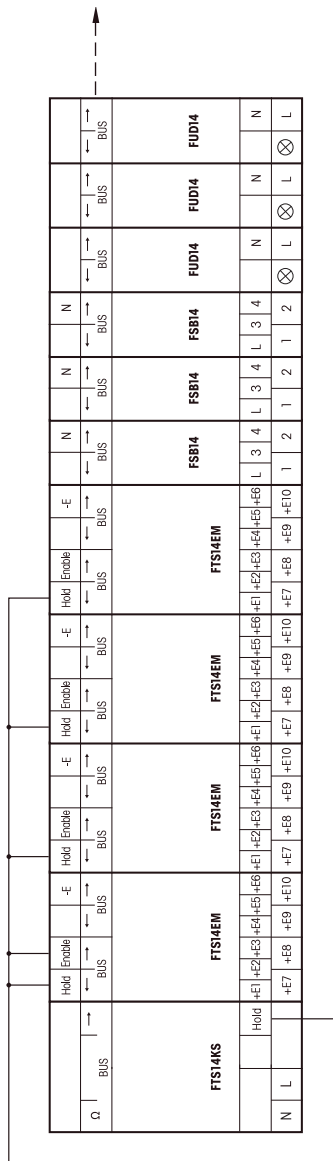 Hold Enable -E Hold Enable -E Hold Enable -E Hold Enable -E N N N
Ω
BUS BUS BUS BUS BUS BUS BUS BUS BUS BUS BUS BUS BUS BUS BUS
FTS14KS FTS14EM FTS14EM FTS14EM FTS14EM FSB14 FSB14 FSB14 FUD14 FUD14 FUD14
Hold +E1 +E2 +E3 +E4 +E5 +E6 +E1 +E2 +E3 +E4 +E5 +E6 +E1 +E2 +E3 +E4 +E5 +E6 +E1 +E2 +E3 +E4 +E5 +E6 L 3 4 L 3 4 L 3 4 N N N
N L +E7 +E8 +E9 +E10 +E7 +E8 +E9 +E10 +E7 +E8 +E9 +E10 +E7 +E8 +E9 +E10 1 2 1 2 1 2 L L L